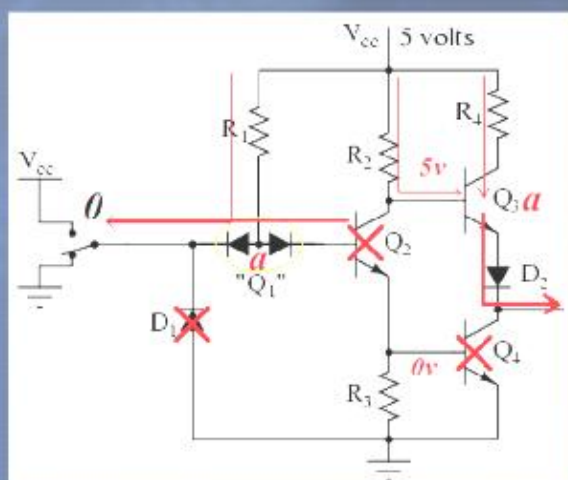 Vcc 5 volts
R1
R2
R4
5v
Vcc
0
Q3 a
Q2
a
"Q1"
D2
D1
Q4
0v
R3